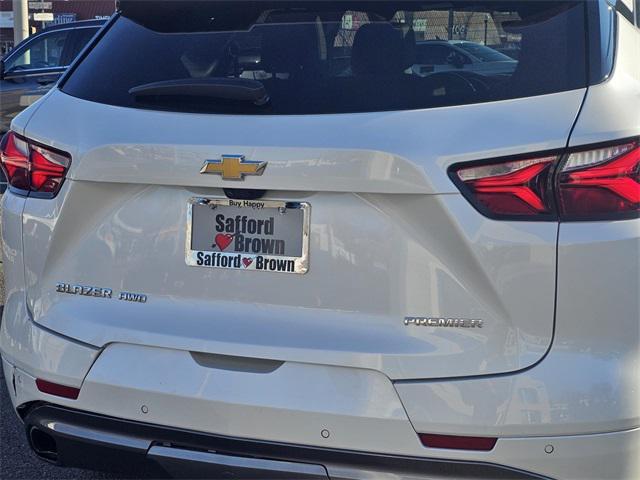 Buy Happy
Safford
Brown
Safford Brown
BLAZER AWD
PREMIER